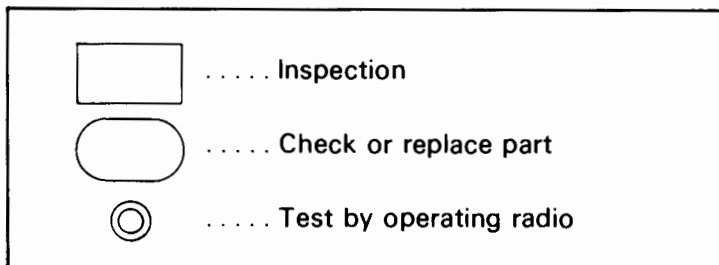 ..... Inspection
..... Check or replace part
..... Test by operating radio